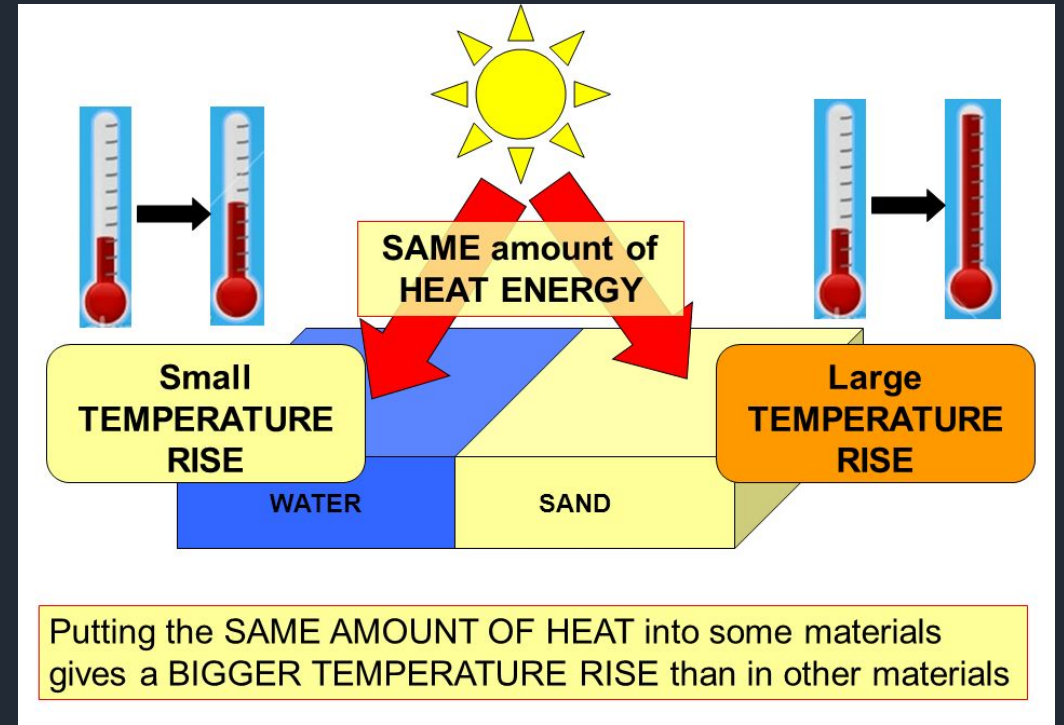 SAME amount of
HEAT ENERGY
Small
TEMPERATURE
RISE
Large
TEMPERATURE
RISE
WATER
SAND
Putting the SAME AMOUNT OF HEAT into some materials
gives a BIGGER TEMPERATURE RISE than in other materials